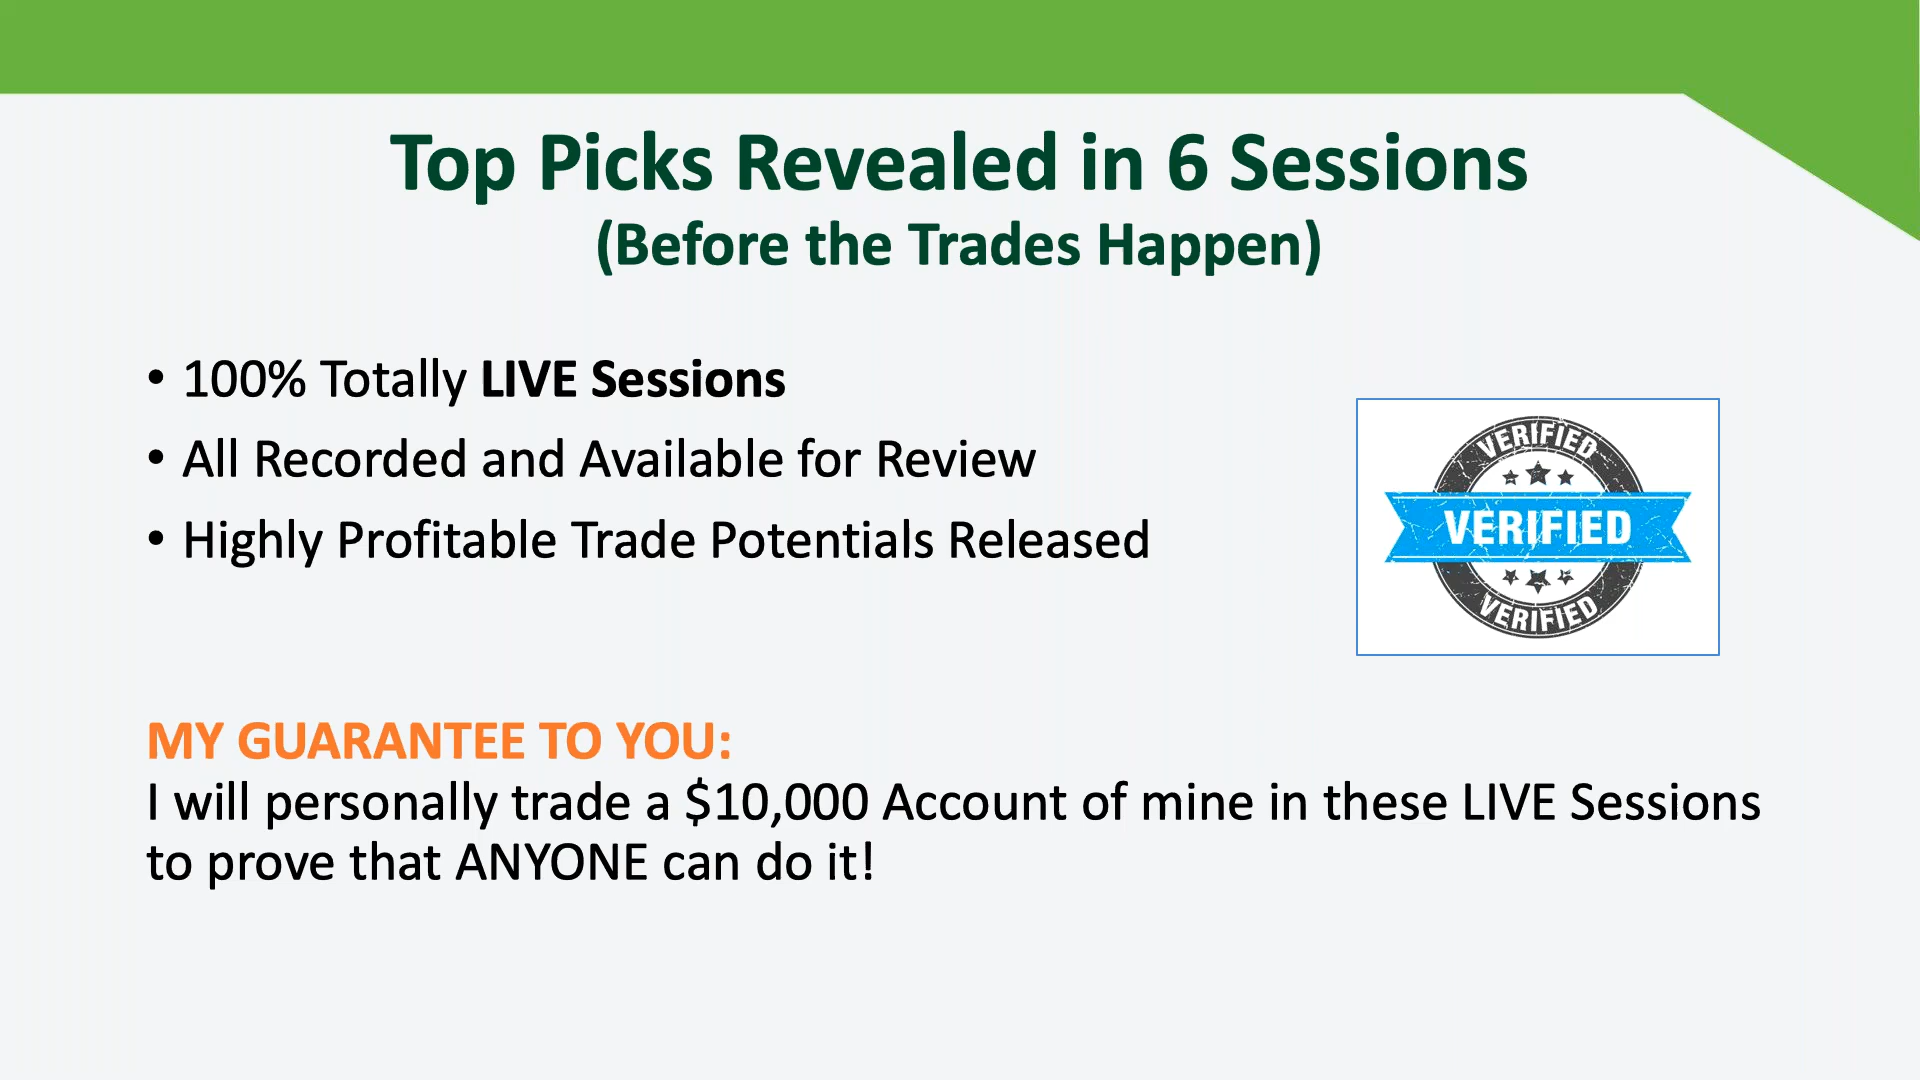 Top Picks Revealed in 6 Sessions
(Before the Trades Happen)
• 100% Totally LIVE Sessions
• All Recorded and Available for Review
• Highly Profitable Trade Potentials Released
VERIFIED
VERIFIED
VERIFIED
MY GUARANTEE TO YOU:
I will personally trade a $10,000 Account of mine in these LIVE Sessions
to prove that ANYONE can do it!